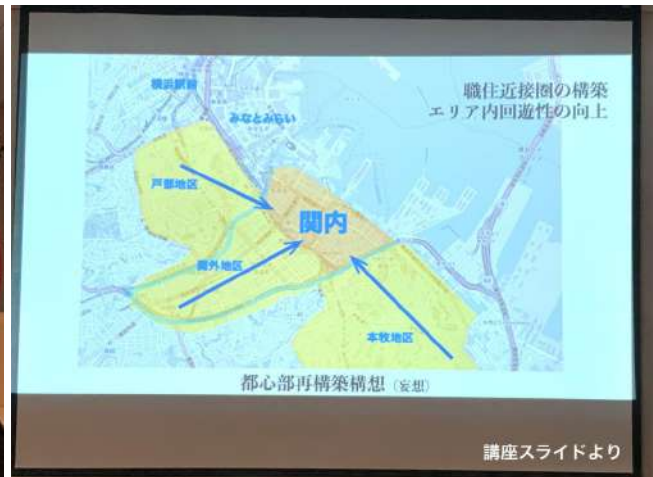 職住近接圏の構築
エリア内回遊性の向上
横浜駅前
みなとみらい
戸部地区
関内
関外地区
本牧地区
都心部再構築構想（妄想）
講座スライドより